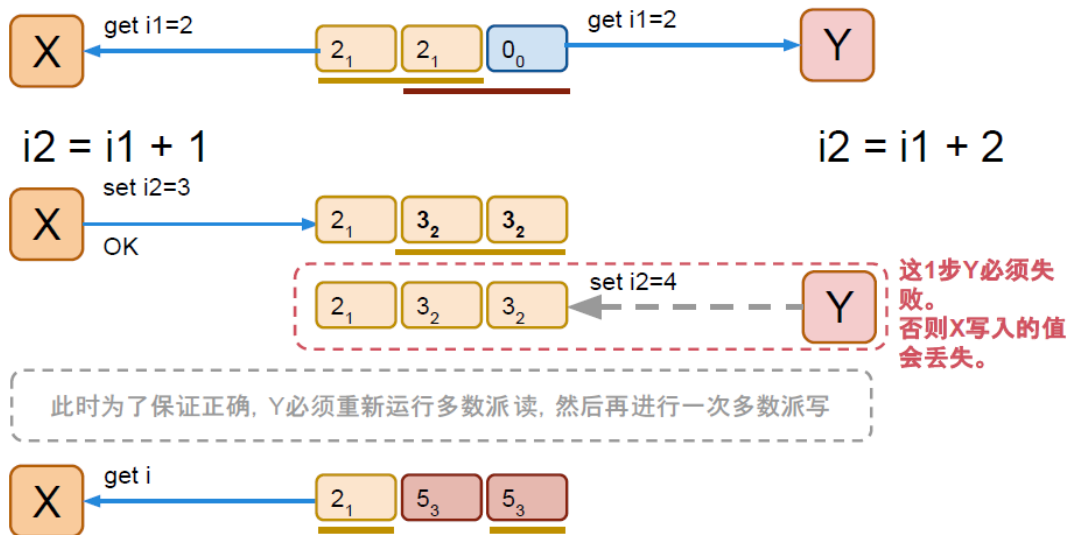 get i1=2
get i1=2
X
2₁ 2₁ 0₀
Y
i2 = i1 + 1
i2 = i1 + 2
set i2=3
X
2₁ 3₂ 3₂
OK
set i2=4
2₁ 3₂ 3₂
Y
这1步Y必须失
败。
否则X写入的值
会丢失。
此时为了保证正确, Y必须重新运行多数派读, 然后再进行一次多数派写
get i
X
2₁ 5₃ 5₃